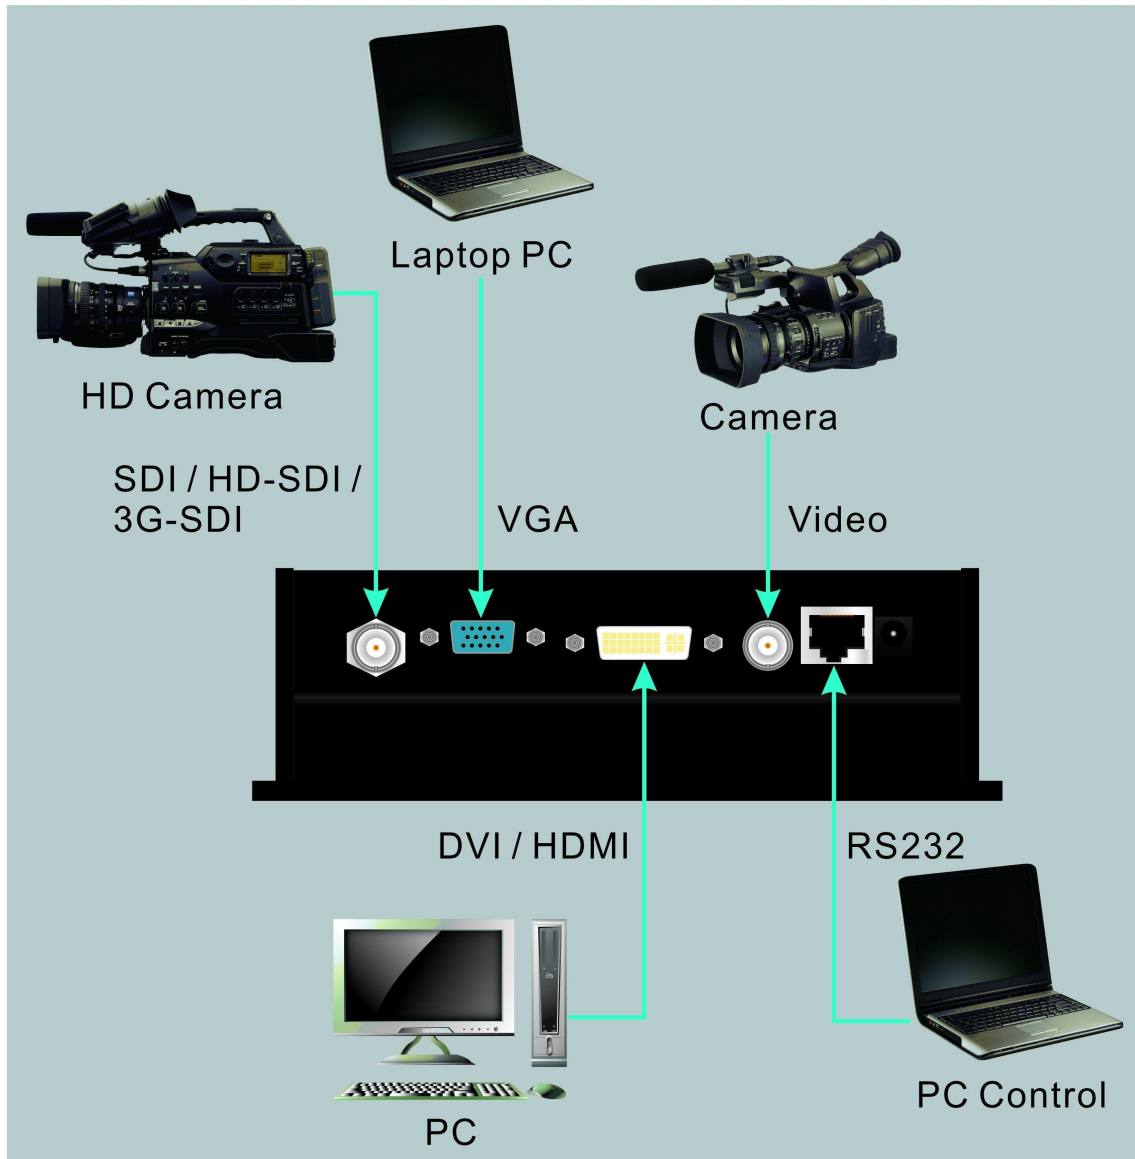 Laptop PC
HD Camera
Camera
SDI / HD-SDI /
3G-SDI
VGA
Video
DVI / HDMI
RS232
PC
PC Control